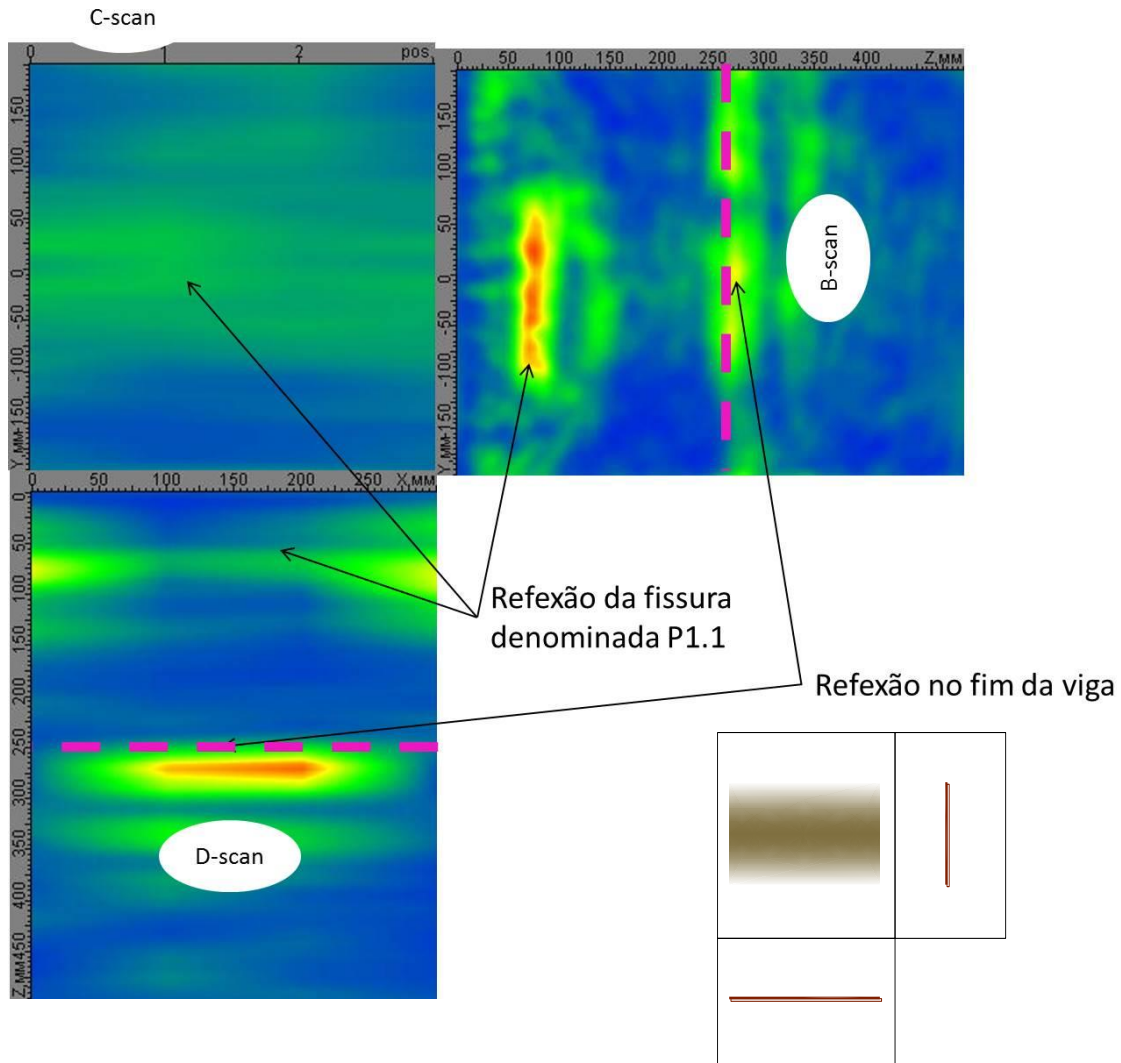 C-scan
0 1 2 pos
150 100 50 0 -50 -100 -150 Y,мм
0 50 100 150 200 250 300 350 400 Z,мм
150 100 50 0 -50 -100 -150 Y,мм
B-scan
0 50 100 150 200 250 X,мм
0 50 100 150 200 250 300 350 400 450 Z,мм
Refexão da fissura
denominada P1.1
Refexão no fim da viga
D-scan